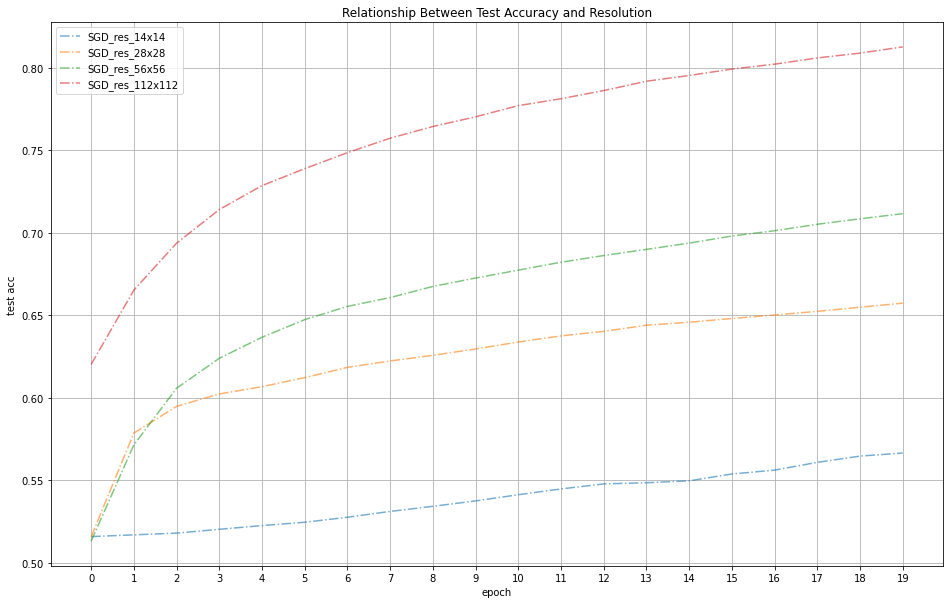 Relationship Between Test Accuracy and Resolution
SGD_res_14x14
SGD_res_28x28
SGD_res_56x56
SGD_res_112x112
0.80
0.75
0.70
0.65
0.60
0.55
0.50
test acc
0 1 2 3 4 5 6 7 8 9 10 11 12 13 14 15 16 17 18 19
epoch